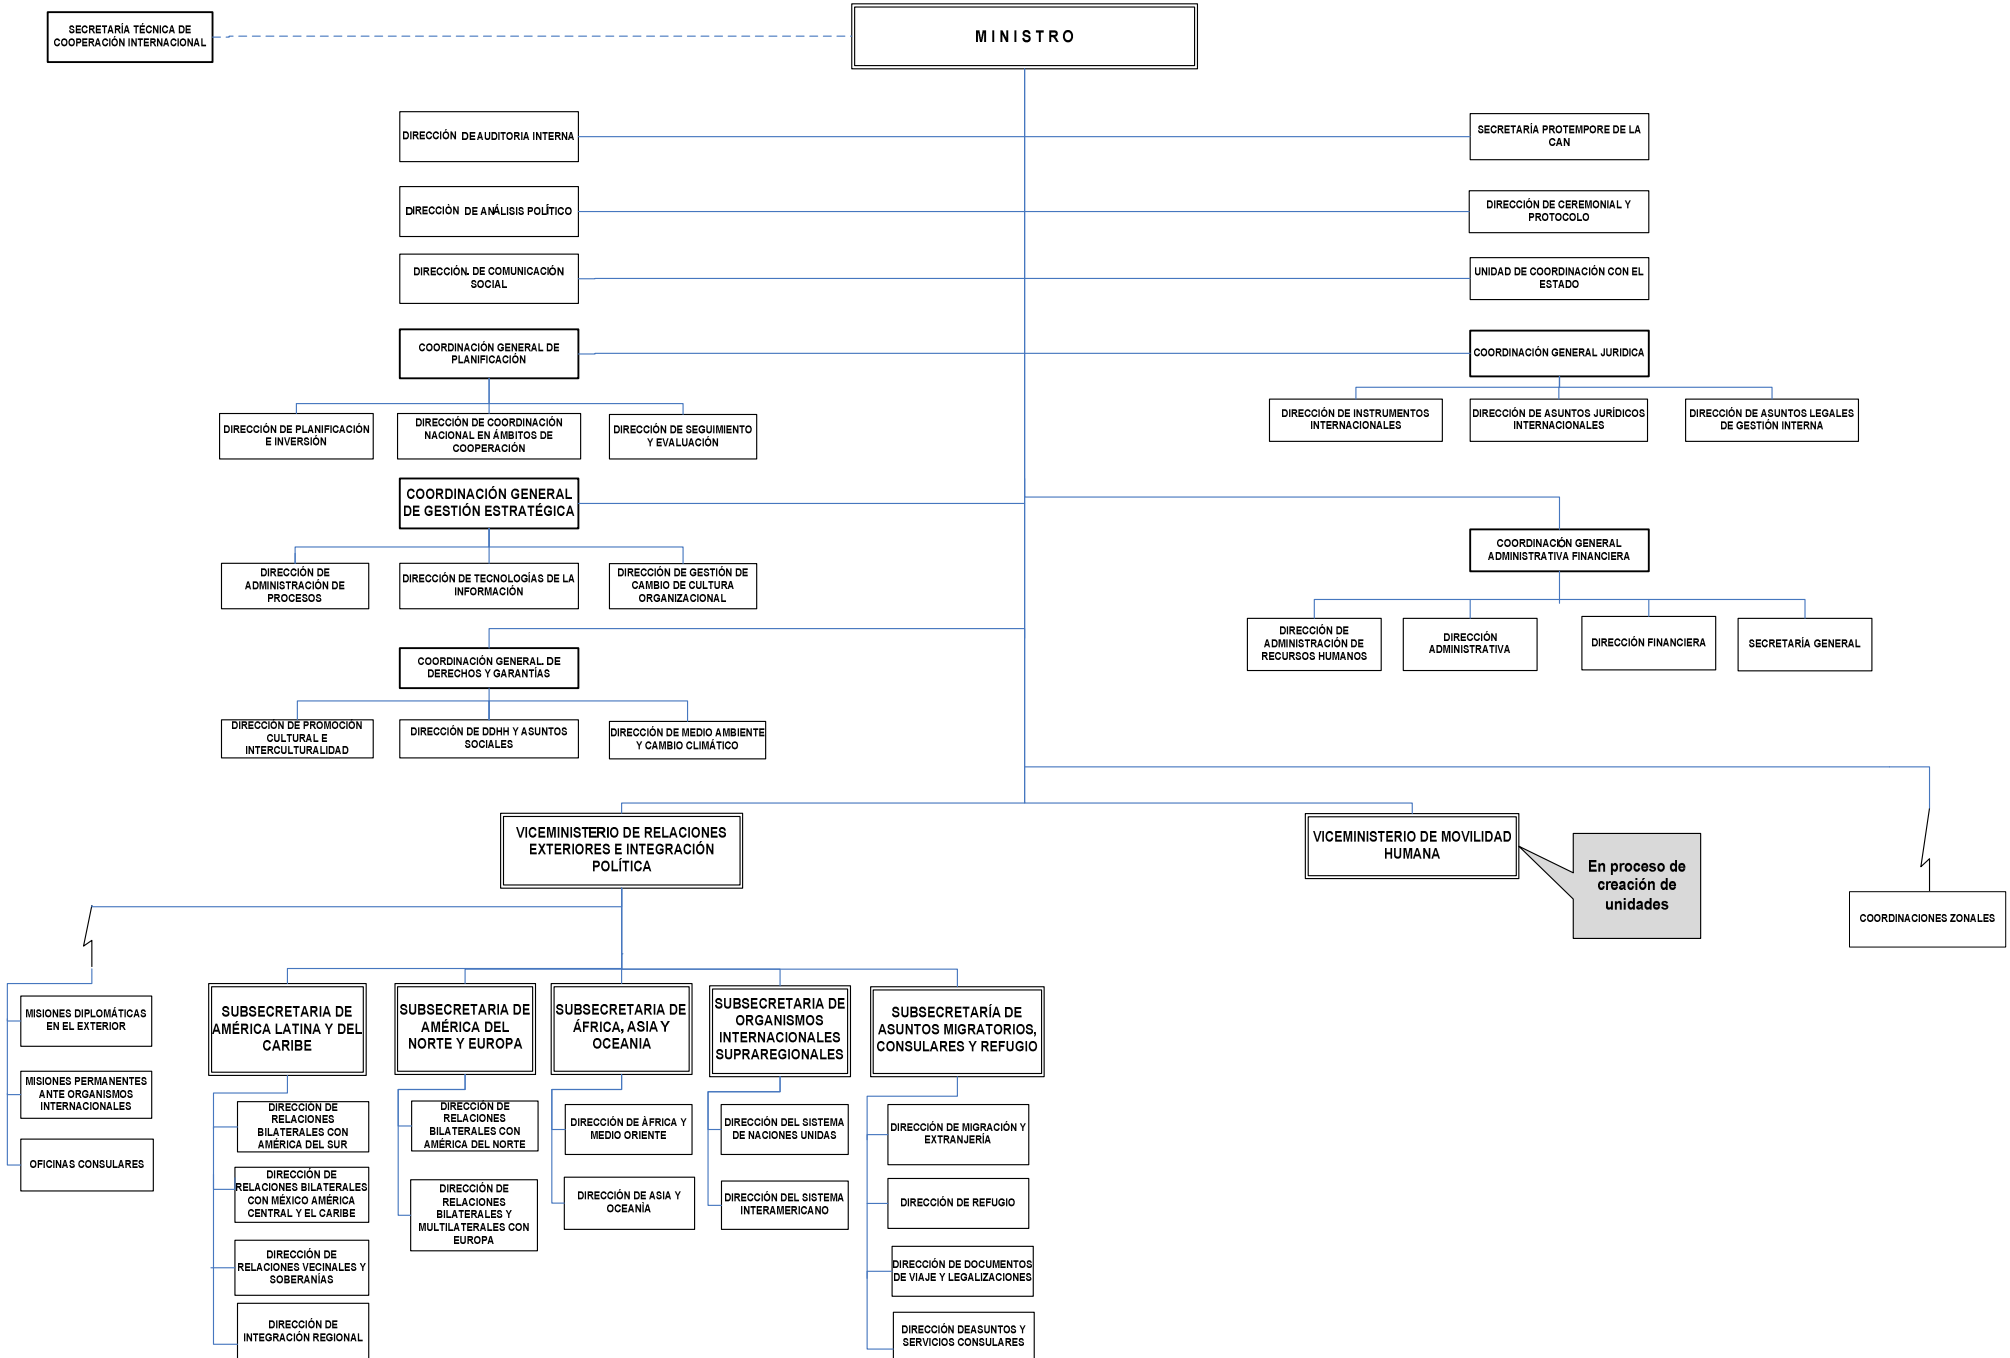 SECRETARÍA TÉCNICA DE
COOPERACIÓN INTERNACIONAL
MINISTRO
DIRECCIÓN DE AUDITORIA INTERNA
SECRETARÍA PROTEMPORE DE LA
CAN
DIRECCIÓN DE ANÁLISIS POLÍTICO
DIRECCIÓN DE CEREMONIAL Y
PROTOCOLO
DIRECCIÓN. DE COMUNICACIÓN
SOCIAL
UNIDAD DE COORDINACIÓN CON EL
ESTADO
COORDINACIÓN GENERAL DE
PLANIFICACIÓN
COORDINACIÓN GENERAL JURIDICA
DIRECCIÓN DE PLANIFICACIÓN
E INVERSIÓN
DIRECCIÓN DE COORDINACIÓN
NACIONAL EN ÁMBITOS DE
COOPERACIÓN
DIRECCIÓN DE SEGUIMIENTO
Y EVALUACIÓN
DIRECCIÓN DE INSTRUMENTOS
INTERNACIONALES
DIRECCIÓN DE ASUNTOS JURÍDICOS
INTERNACIONALES
DIRECCIÓN DE ASUNTOS LEGALES
DE GESTIÓN INTERNA
COORDINACIÓN GENERAL
DE GESTIÓN ESTRATÉGICA
COORDINACIÓN GENERAL
ADMINISTRATIVA FINANCIERA
DIRECCIÓN DE
ADMINISTRACIÓN DE
PROCESOS
DIRECCIÓN DE TECNOLOGÍAS DE LA
INFORMACIÓN
DIRECCIÓN DE GESTIÓN DE
CAMBIO DE CULTURA
ORGANIZACIONAL
DIRECCIÓN DE
ADMINISTRACIÓN DE
RECURSOS HUMANOS
DIRECCIÓN
ADMINISTRATIVA
DIRECCIÓN FINANCIERA
SECRETARÍA GENERAL
COORDINACIÓN GENERAL. DE
DERECHOS Y GARANTÍAS
DIRECCIÓN DE PROMOCIÓN
CULTURAL E
INTERCULTURALIDAD
DIRECCIÓN DE DDHH Y ASUNTOS
SOCIALES
DIRECCIÓN DE MEDIO AMBIENTE
Y CAMBIO CLIMÁTICO
VICEMINISTERIO DE RELACIONES
EXTERIORES E INTEGRACIÓN
POLÍTICA
VICEMINISTERIO DE MOVILIDAD
HUMANA
En proceso de
creación de
unidades
COORDINACIONES ZONALES
MISIONES DIPLOMÁTICAS
EN EL EXTERIOR
MISIONES PERMANENTES
ANTE ORGANISMOS
INTERNACIONALES
OFICINAS CONSULARES
SUBSECRETARIA DE
AMÉRICA LATINA Y DEL
CARIBE
DIRECCIÓN DE
RELACIONES
BILATERALES CON
AMÉRICA DEL SUR
DIRECCIÓN DE
RELACIONES BILATERALES
CON MÉXICO AMÉRICA
CENTRAL Y EL CARIBE
DIRECCIÓN DE
RELACIONES VECINALES Y
SOBERANÍAS
DIRECCIÓN DE
INTEGRACIÓN REGIONAL
SUBSECRETARIA DE
AMÉRICA DEL
NORTE Y EUROPA
DIRECCIÓN DE
RELACIONES
BILATERALES CON
AMÉRICA DEL NORTE
DIRECCIÓN DE
RELACIONES
BILATERALES Y
MULTILATERALES CON
EUROPA
SUBSECRETARIA DE
ÁFRICA, ASIA Y
OCEANIA
DIRECCIÓN DE ÀFRICA Y
MEDIO ORIENTE
DIRECCIÓN DE ASIA Y
OCEANÍA
SUBSECRETARIA DE
ORGANISMOS
INTERNACIONALES
SUPRAREGIONALES
DIRECCIÓN DEL SISTEMA
DE NACIONES UNIDAS
DIRECCIÓN DEL SISTEMA
INTERAMERICANO
SUBSECRETARÍA DE
ASUNTOS MIGRATORIOS,
CONSULARES Y REFUGIO
DIRECCIÓN DE MIGRACIÓN Y
EXTRANJERÍA
DIRECCIÓN DE REFUGIO
DIRECCIÓN DE DOCUMENTOS
DE VIAJE Y LEGALIZACIONES
DIRECCIÓN DEASUNTOS Y
SERVICIOS CONSULARES